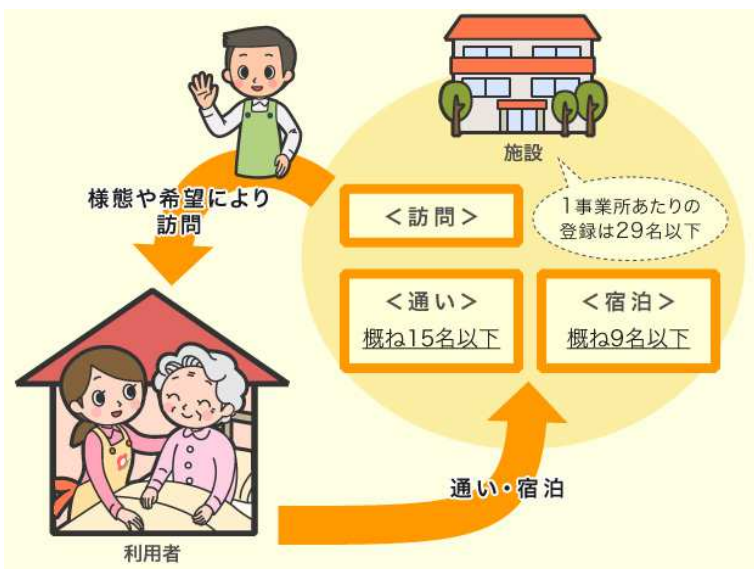 施設
1事業所あたりの
登録は29名以下
様態や希望により
訪問
<訪問>
<通い>
概ね15名以下
<宿泊>
概ね9名以下
通い・宿泊
利用者